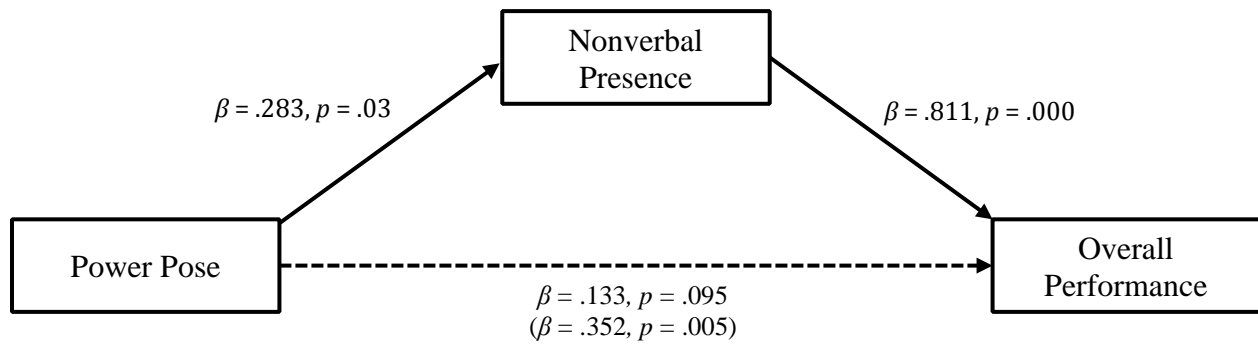 Nonverbal
Presence
β = .283, p = .03
β = .811, p = .000
Power Pose
Overall
Performance
β = .133, p = .095
(β = .352, p = .005)